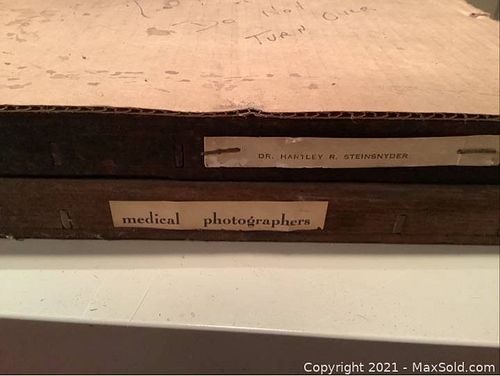 Do Not
Turn Over
DR. HARTLEY R. STEINSNYDER
medical photographers
Copyright 2021 - MaxSold.com